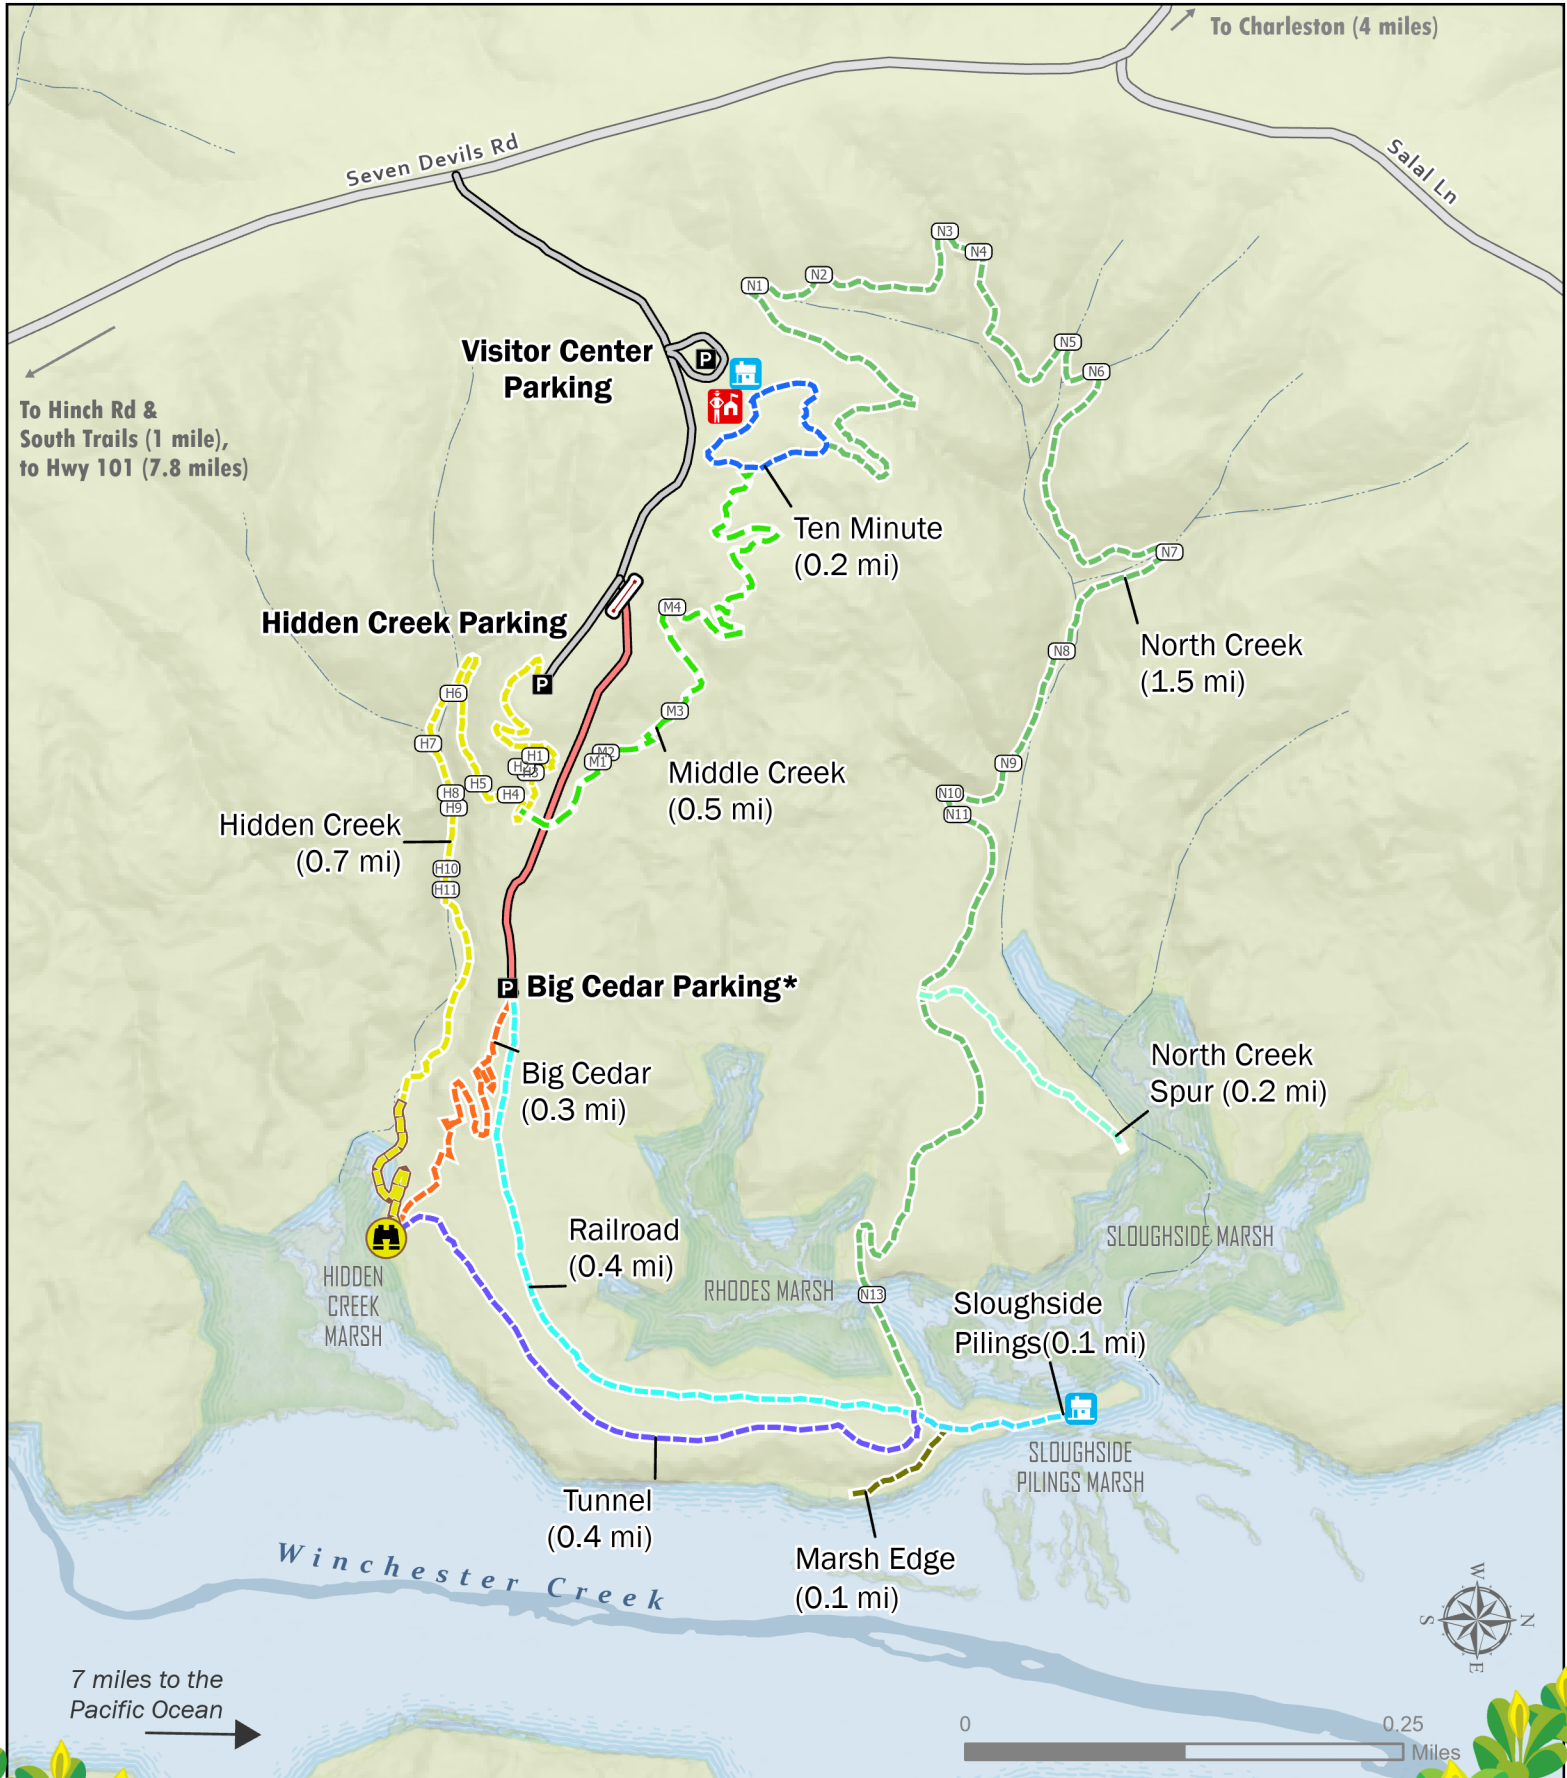 To Charleston (4 miles)
Seven Devils Rd
Salal Ln
N3
N4
N2
N1
Visitor Center
Parking
P
N5
N6
To Hinch Rd &
South Trails (1 mile),
to Hwy 101 (7.8 miles)
Ten Minute
(0.2 mi)
N7
Hidden Creek Parking
P
M4
North Creek
(1.5 mi)
N8
H6
M3
H7
M2
M1
H1
H3
H5
H4
H8
H9
Middle Creek
(0.5 mi)
N9
N10
N11
Hidden Creek
(0.7 mi)
H10
H11
P
Big Cedar Parking*
Big Cedar
(0.3 mi)
North Creek
Spur (0.2 mi)
Railroad
(0.4 mi)
SLOUGHSIDE MARSH
HIDDEN
CREEK
MARSH
RHODES MARSH
N13
Sloughside
Pilings(0.1 mi)
SLOUGHSIDE
PILINGS MARSH
Tunnel
(0.4 mi)
Marsh Edge
(0.1 mi)
Winchester Creek
W
S
N
E
7 miles to the
Pacific Ocean
0
0.25
Miles